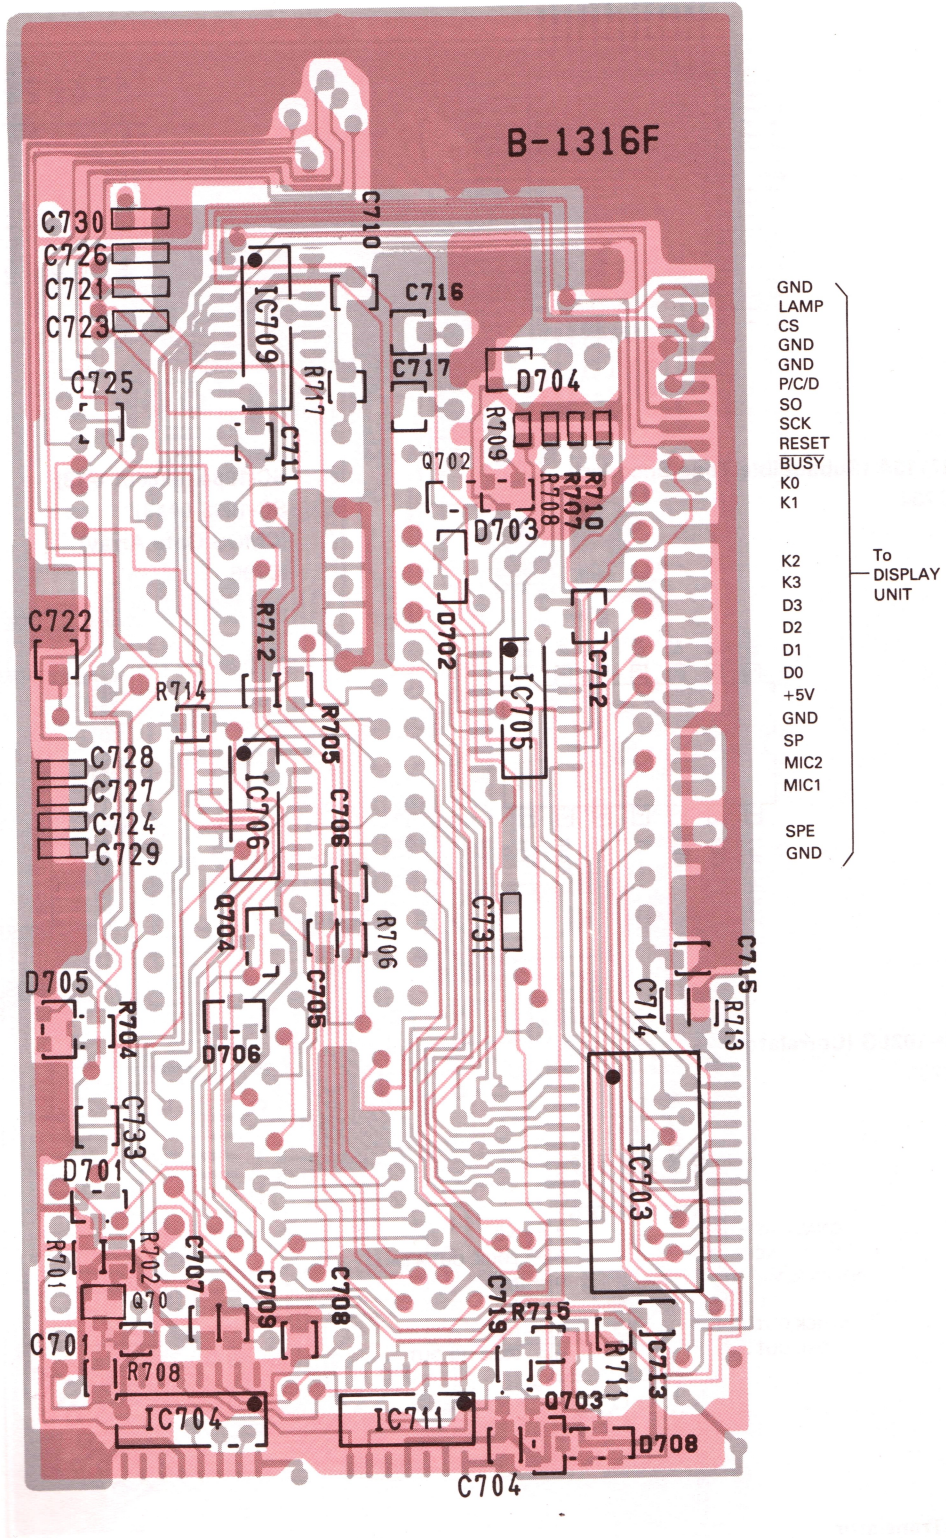 B-1316F
C710
C730
C726
C721
C723
IC709
C716
C725
R717
C717
D704
C711
R709
Q702
D703
R708
R707
R710
GND
LAMP
CS
GND
GND
P/C/D
SO
SCK
RESET
BUSY
K0
K1
K2
K3
D3
D2
D1
D0
+5V
GND
SP
MIC2
MIC1
SPE
GND
To
DISPLAY
UNIT
C722
R712
D702
C712
R714
R705
IC705
C728
C727
C724
C729
IC706
C706
Q704
R706
C731
C705
D705
R704
D706
C715
C714
R713
C733
D701
IC703
R701
R702
C707
C709
C708
C719
R715
Q70
C701
R708
R711
C713
IC704
IC711
Q703
D708
C704